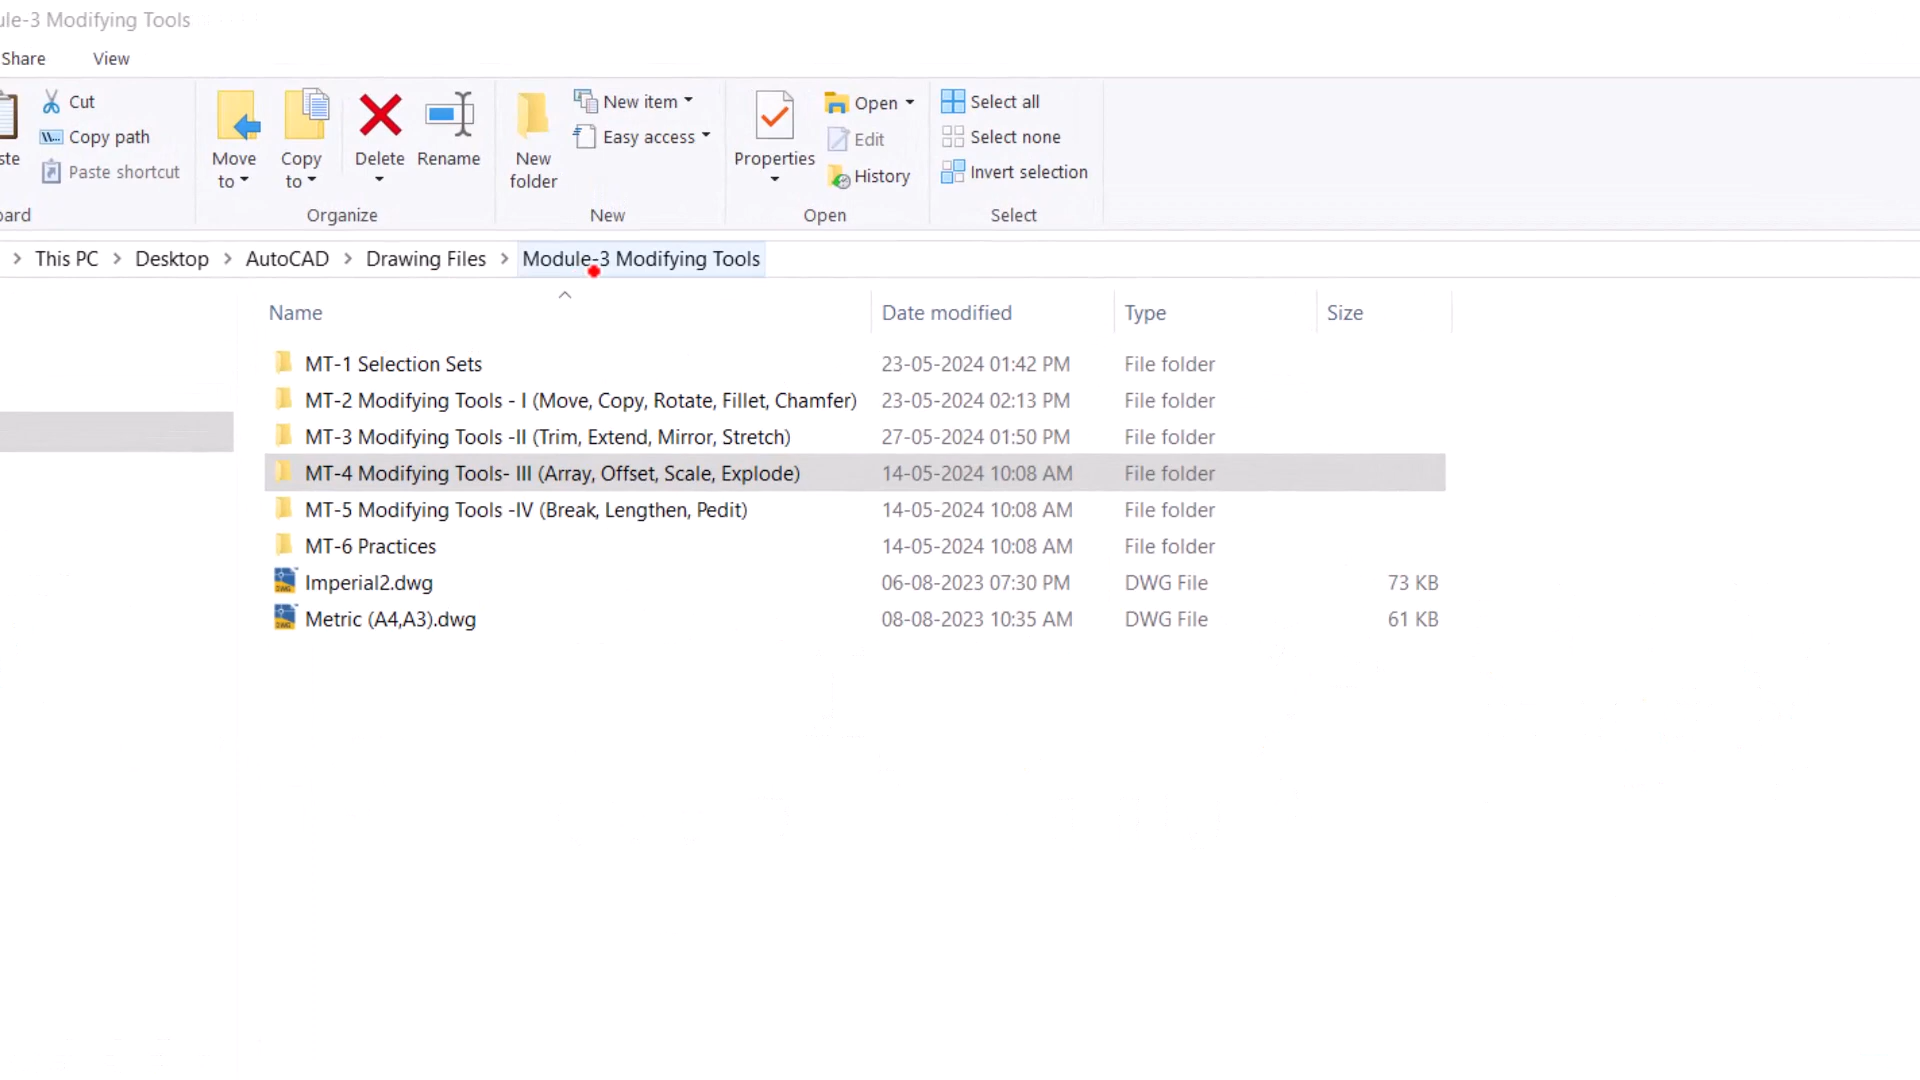 ule-3 Modifying Tools
Share View
Cut
Copy path
Paste shortcut
ste
oard
Move to
Copy to
Delete
Rename
Organize
New folder
New item
Easy access
New
Properties
Open
Edit
History
Open
Select all
Select none
Invert selection
Select
> This PC > Desktop > AutoCAD > Drawing Files > Module-3 Modifying Tools
Name Date modified Type Size
MT-1 Selection Sets 23-05-2024 01:42 PM File folder
MT-2 Modifying Tools - I (Move, Copy, Rotate, Fillet, Chamfer) 23-05-2024 02:13 PM File folder
MT-3 Modifying Tools -II (Trim, Extend, Mirror, Stretch) 27-05-2024 01:50 PM File folder
MT-4 Modifying Tools- III (Array, Offset, Scale, Explode) 14-05-2024 10:08 AM File folder
MT-5 Modifying Tools -IV (Break, Lengthen, Pedit) 14-05-2024 10:08 AM File folder
MT-6 Practices 14-05-2024 10:08 AM File folder
Imperial2.dwg 06-08-2023 07:30 PM DWG File 73 KB
Metric (A4,A3).dwg 08-08-2023 10:35 AM DWG File 61 KB